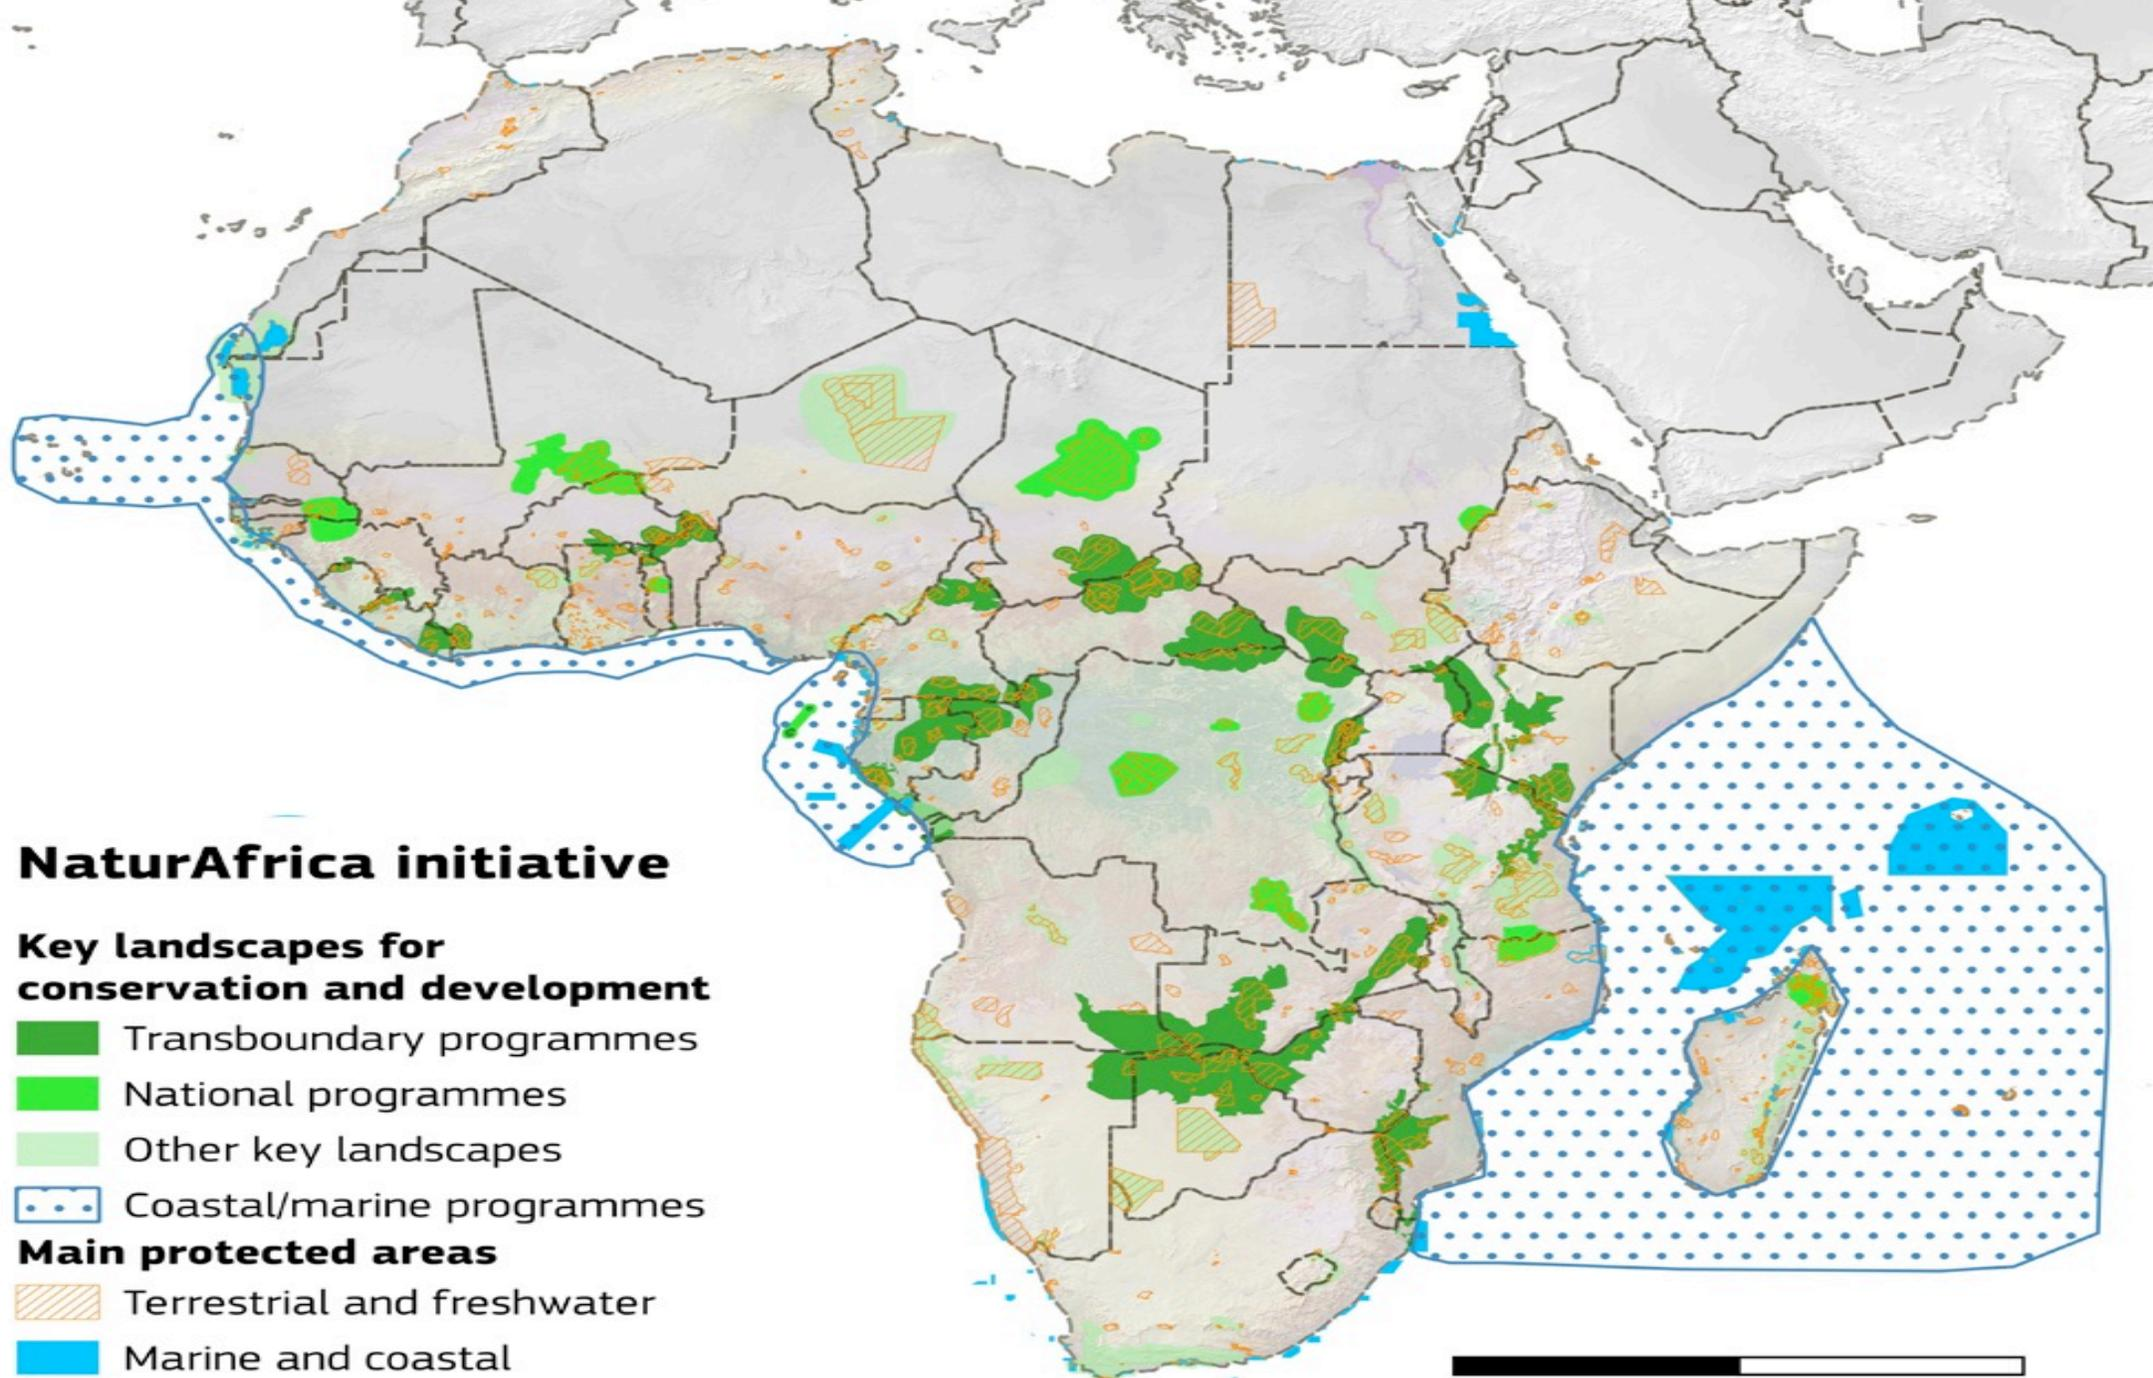 NaturAfrica initiative
Key landscapes for
conservation and development
Transboundary programmes
National programmes
Other key landscapes
Coastal/marine programmes
Main protected areas
Terrestrial and freshwater
Marine and coastal